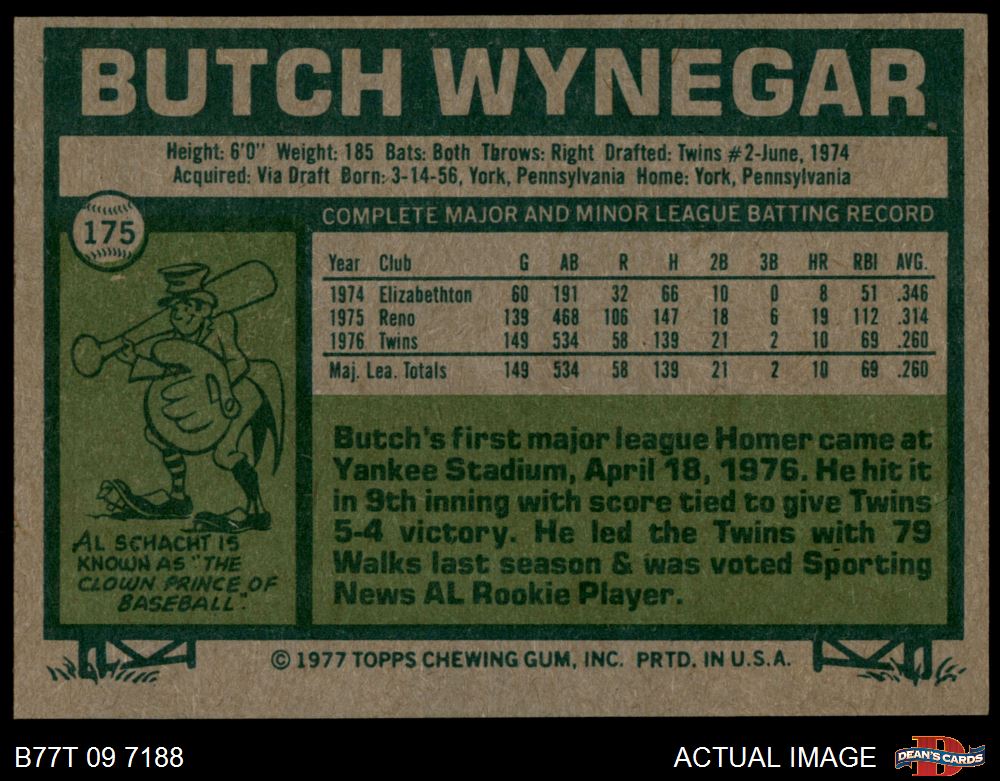 BUTCH WYNEGAR
Height: 6'0" Weight: 185 Bats: Both Throws: Right Drafted: Twins #2-June, 1974
Acquired: Via Draft Born: 3-14-56, York, Pennsylvania Home: York, Pennsylvania
175
COMPLETE MAJOR AND MINOR LEAGUE BATTING RECORD
Year Club G AB R H 2B 3B HR RBI AVG.
1974 Elizabethton 60 191 32 66 10 0 8 51 .346
1975 Reno 139 468 106 147 18 6 19 112 .314
1976 Twins 149 534 58 139 21 2 10 69 .260
Maj. Lea. Totals 149 534 58 139 21 2 10 69 .260
AL SCHACHT IS
KNOWN AS "THE
CLOWN PRINCE OF
BASEBALL".
Butch's first major league Homer came at
Yankee Stadium, April 18, 1976. He hit it
in 9th inning with score tied to give Twins
5-4 victory. He led the Twins with 79
Walks last season & was voted Sporting
News AL Rookie Player.
© 1977 TOPPS CHEWING GUM, INC. PRTD. IN U.S.A.
B77T 09 7188
ACTUAL IMAGE
D
DEAN'S CARDS